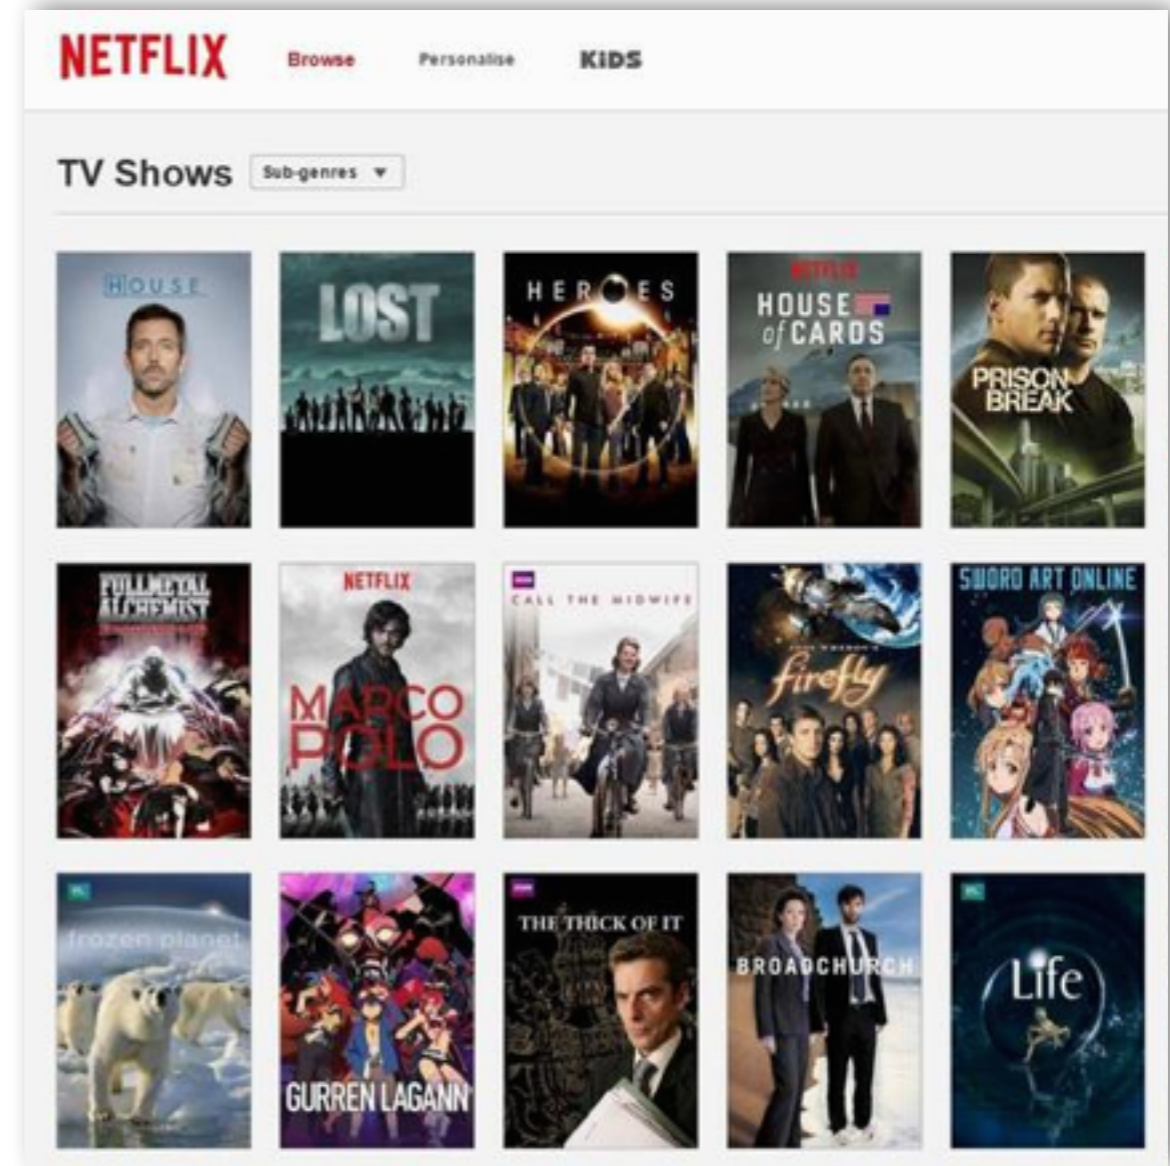 NETFLIX Browse Personalise KiDS
TV Shows Sub-genres
HOUSE
LOST
HEROES
NETFLIX
HOUSE
of CARDS
PRISON
BREAK
FULLMETAL
ALCHEMIST
NETFLIX
MARCO
POLO
CALL THE MIDWIFE
firefly
SWORD ART ONLINE
frozen planet
GURREN LAGANN
THE THICK OF IT
BROADCHURCH
Life